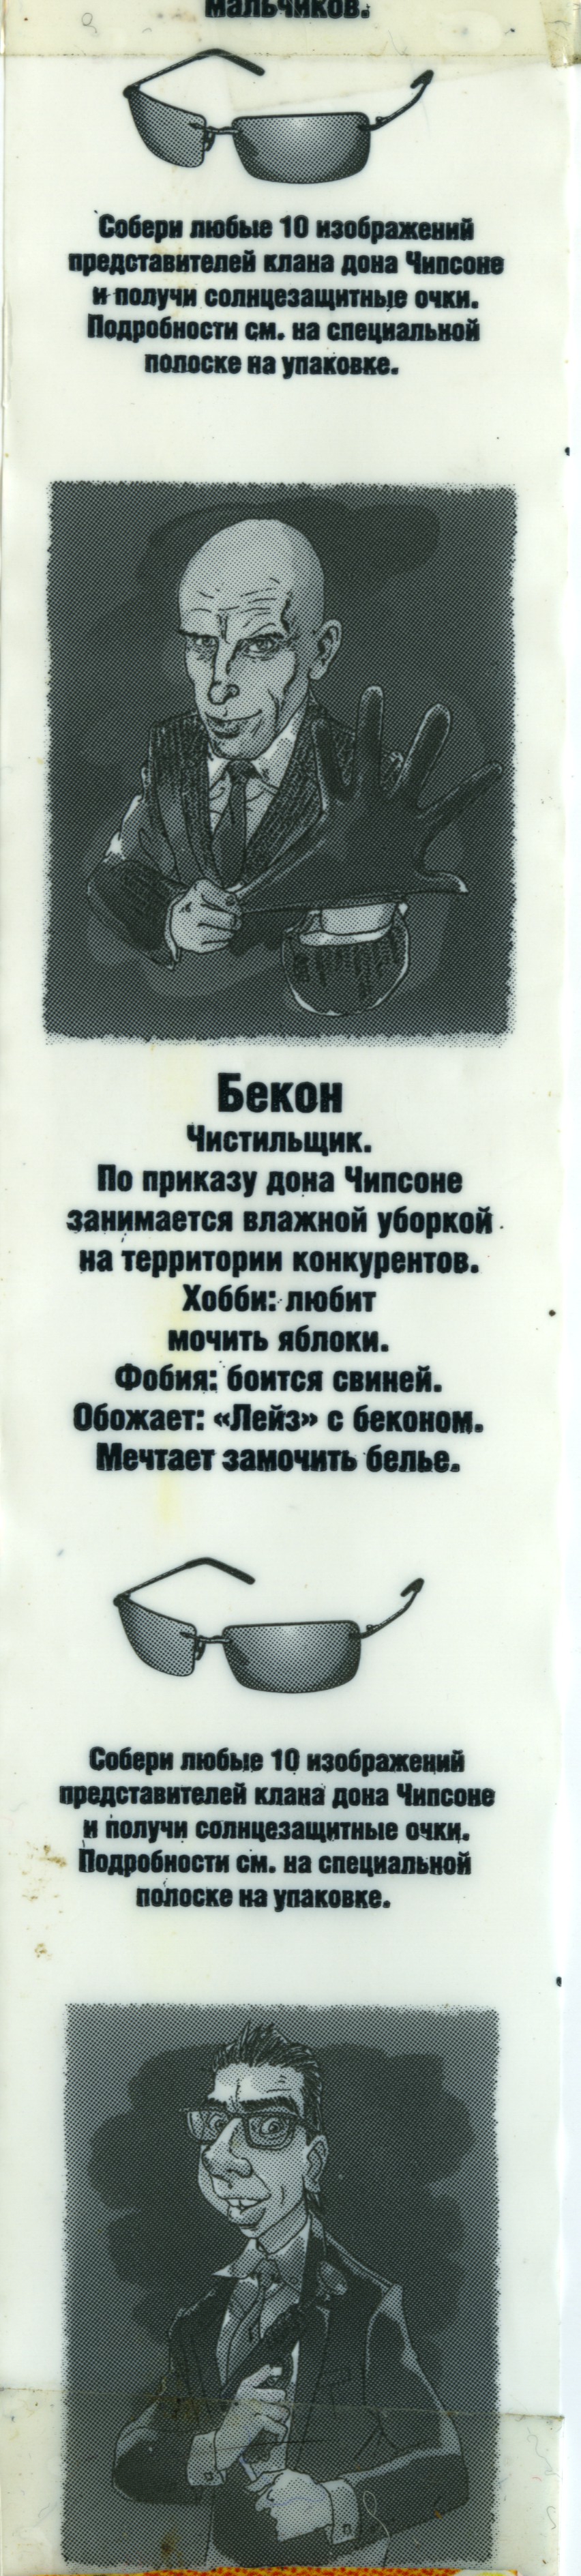 мальчиков.
Собери любые 10 изображений
представителей клана дона Чипсоне
и получи солнцезащитные очки.
Подробности см. на специальной
полоске на упаковке.
Бекон
Чистильщик.
По приказу дона Чипсоне
занимается влажной уборкой
на территории конкурентов.
Хобби: любит
мочить яблоки.
Фобия: боится свиней.
Обожает: «Лейз» с беконом.
Мечтает замочить белье.
Собери любые 10 изображений
представителей клана дона Чипсоне
и получи солнцезащитные очки.
Подробности см. на специальной
полоске на упаковке.